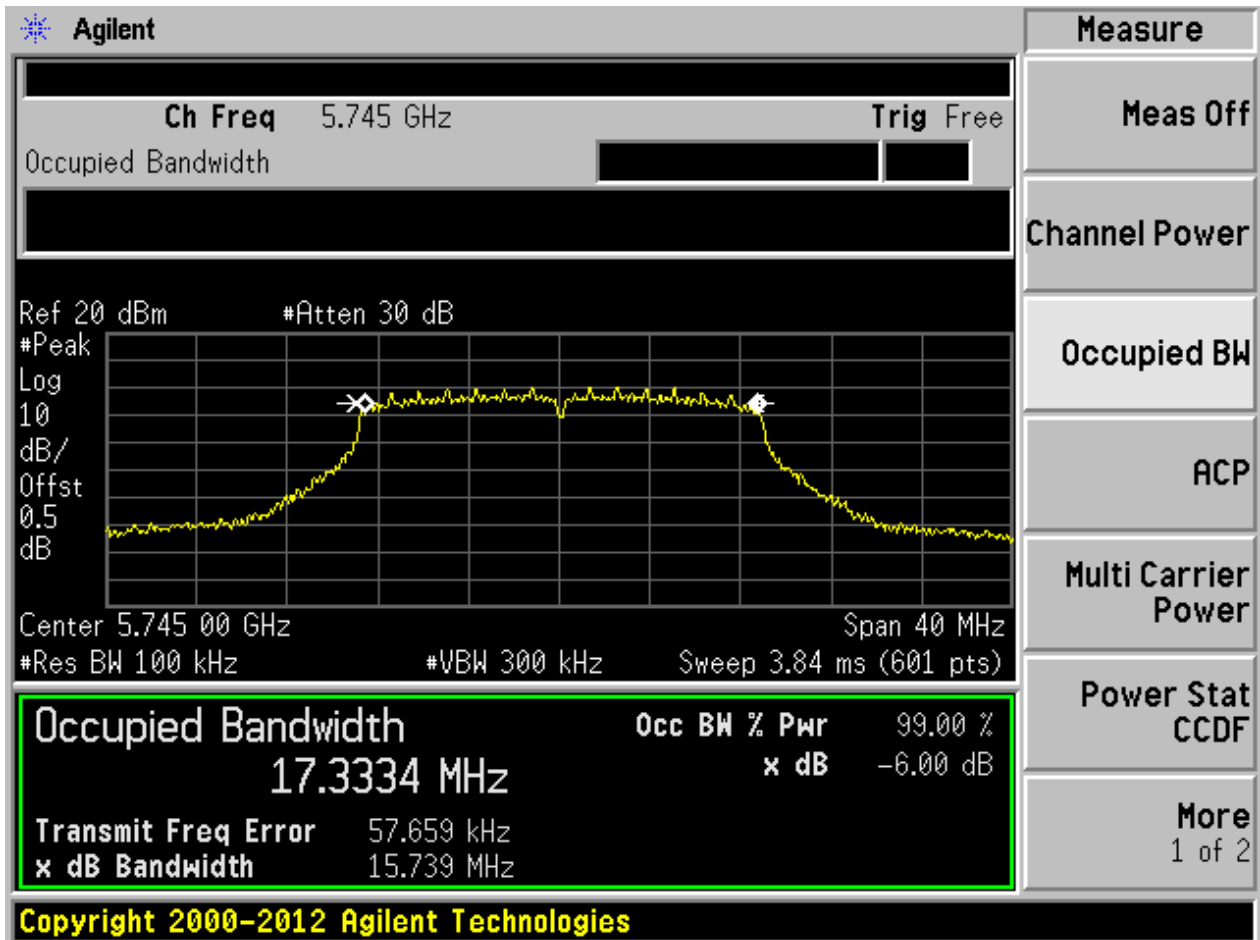 Agilent
Measure
Ch Freq 5.745 GHz Trig Free
Occupied Bandwidth
Meas Off
Channel Power
Occupied BW
ACP
Multi Carrier
Power
Power Stat
CCDF
More
1 of 2
Ref 20 dBm #Atten 30 dB
#Peak
Log
10
dB/
Offst
0.5
dB
Center 5.745 00 GHz Span 40 MHz
#Res BW 100 kHz #VBW 300 kHz Sweep 3.84 ms (601 pts)
Occupied Bandwidth Occ BW % Pwr 99.00 %
17.3334 MHz x dB -6.00 dB
Transmit Freq Error 57.659 kHz
x dB Bandwidth 15.739 MHz
Copyright 2000-2012 Agilent Technologies